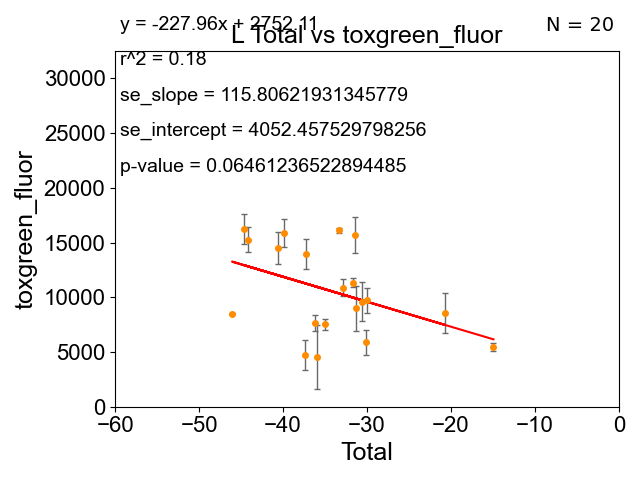 y = -227.96x + 2752.11
N = 20
L Total vs toxgreen_fluor
r^2 = 0.18
se_slope = 115.80621931345779
se_intercept = 4052.457529798256
p-value = 0.06461236522894485
toxgreen_fluor
30000
25000
20000
15000
10000
5000
0
−60
−50
−40
−30
−20
−10
0
Total